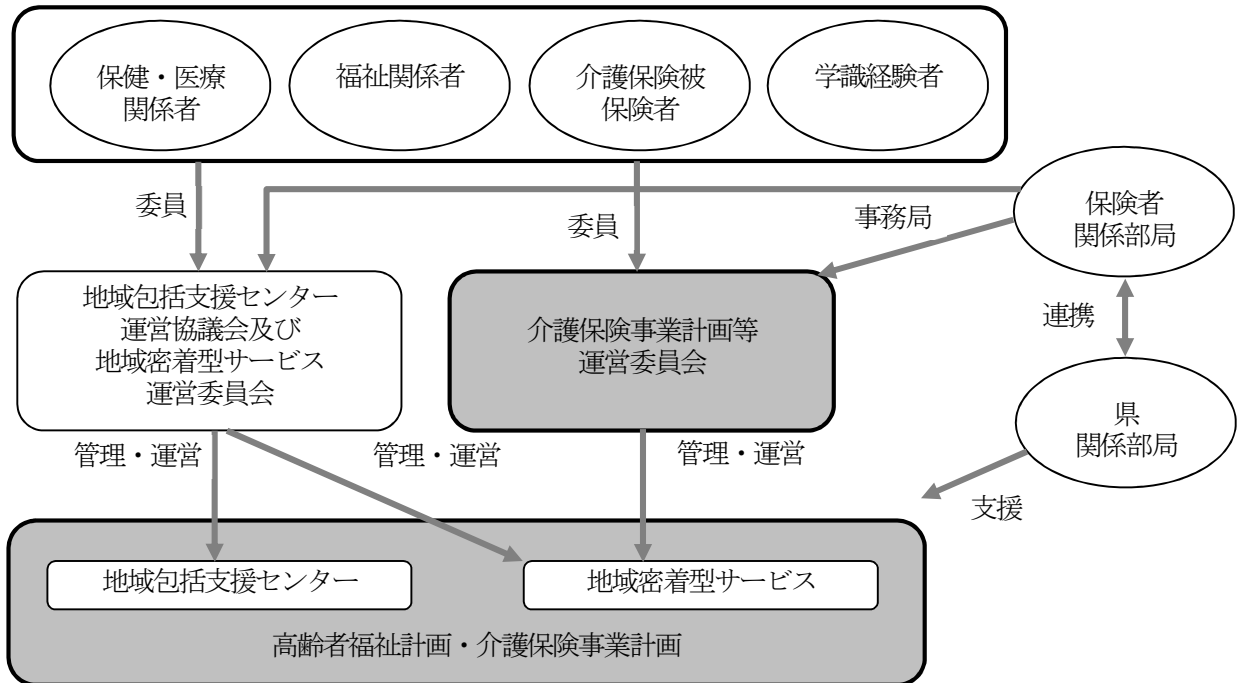 保健・医療
関係者
福祉関係者
介護保険被
保険者
学識経験者
委員
委員
事務局
保険者
関係部局
地域包括支援センター
運営協議会及び
地域密着型サービス
運営委員会
介護保険事業計画等
運営委員会
連携
県
関係部局
管理・運営
管理・運営
管理・運営
支援
地域包括支援センター
地域密着型サービス
高齢者福祉計画・介護保険事業計画